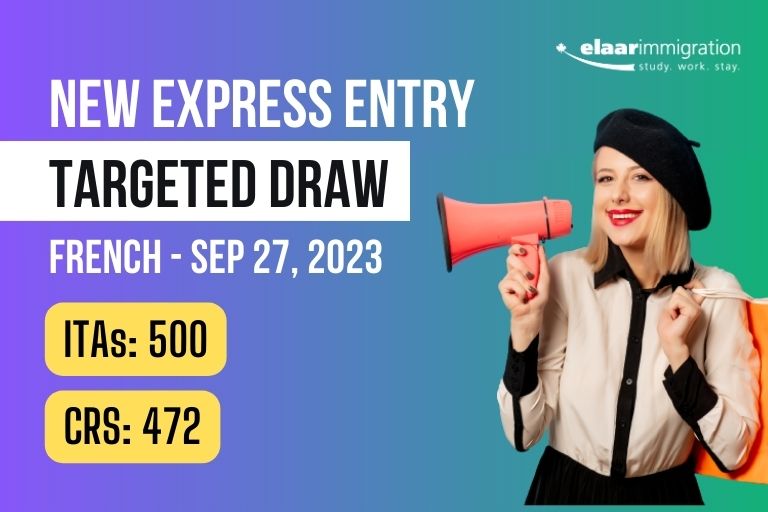 elaarimmigration
study. work. stay.
NEW EXPRESS ENTRY
TARGETED DRAW
FRENCH - SEP 27, 2023
ITAs: 500
CRS: 472